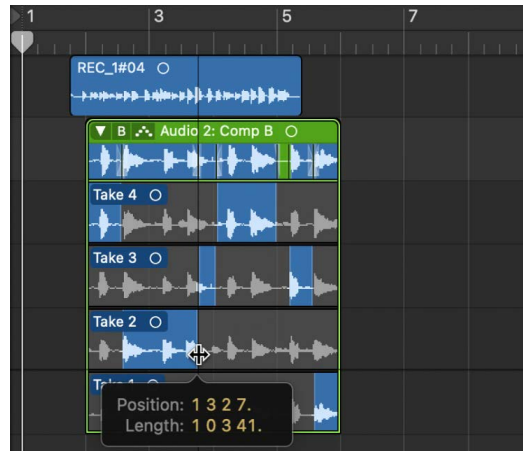 1 3 5 7
REC_1#04
B Audio 2: Comp B
Take 4
Take 3
Take 2
Position: 1 3 2 7.
Length: 1 0 3 41.